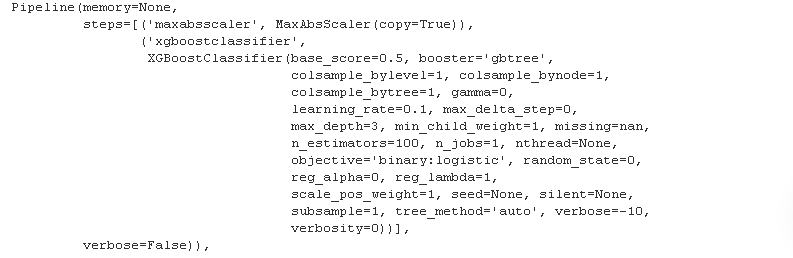 Pipeline(memory=None,
steps=[('maxabsscaler', MaxAbsScaler(copy=True)),
('xgboostclassifier',
XGBoostClassifier(base_score=0.5, booster='gbtree',
colsample_bylevel=1, colsample_bynode=1,
colsample_bytree=1, gamma=0,
learning_rate=0.1, max_delta_step=0,
max_depth=3, min_child_weight=1, missing=nan,
n_estimators=100, n_jobs=1, nthread=None,
objective='binary:logistic', random_state=0,
reg_alpha=0, reg_lambda=1,
scale_pos_weight=1, seed=None, silent=None,
subsample=1, tree_method='auto', verbose=-10,
verbosity=0))],
verbose=False)),